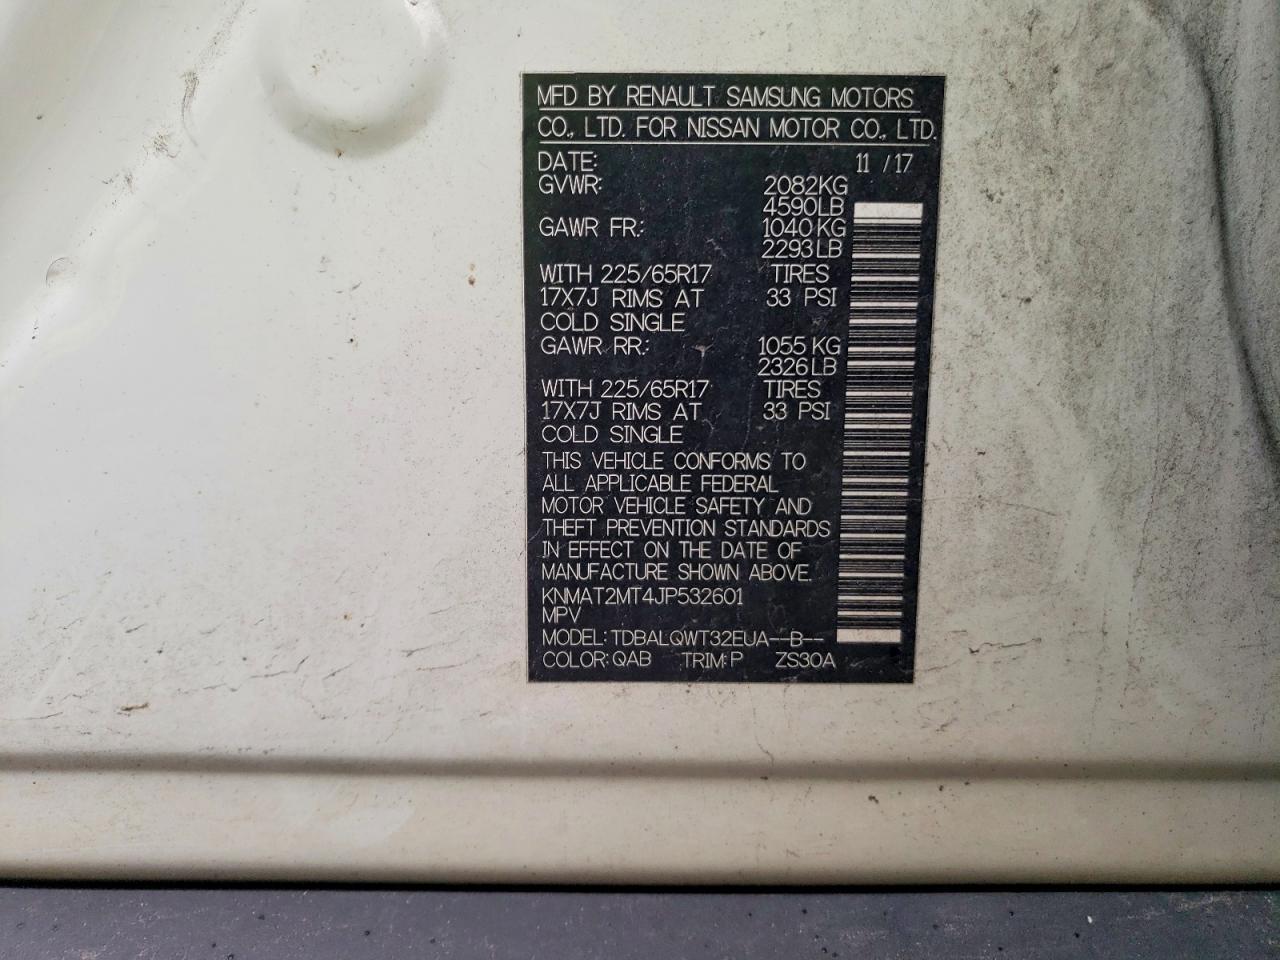 MFD BY RENAULT SAMSUNG MOTORS
CO., LTD. FOR NISSAN MOTOR CO., LTD.
DATE: 11 /17
GVWR: 2082KG
4590LB
GAWR FR.: 1040KG
2293LB
WITH 225/65R17 TIRES
17X7J RIMS AT 33 PSI
COLD SINGLE
GAWR RR.: 1055KG
2326LB
WITH 225/65R17 TIRES
17X7J RIMS AT 33 PSI
COLD SINGLE
THIS VEHICLE CONFORMS TO
ALL APPLICABLE FEDERAL
MOTOR VEHICLE SAFETY AND
THEFT PREVENTION STANDARDS
IN EFFECT ON THE DATE OF
MANUFACTURE SHOWN ABOVE.
KNMAT2MT4JP532601
MPV
MODEL: TDBALQWT32EUA--B--
COLOR: QAB TRIM: P ZS30A